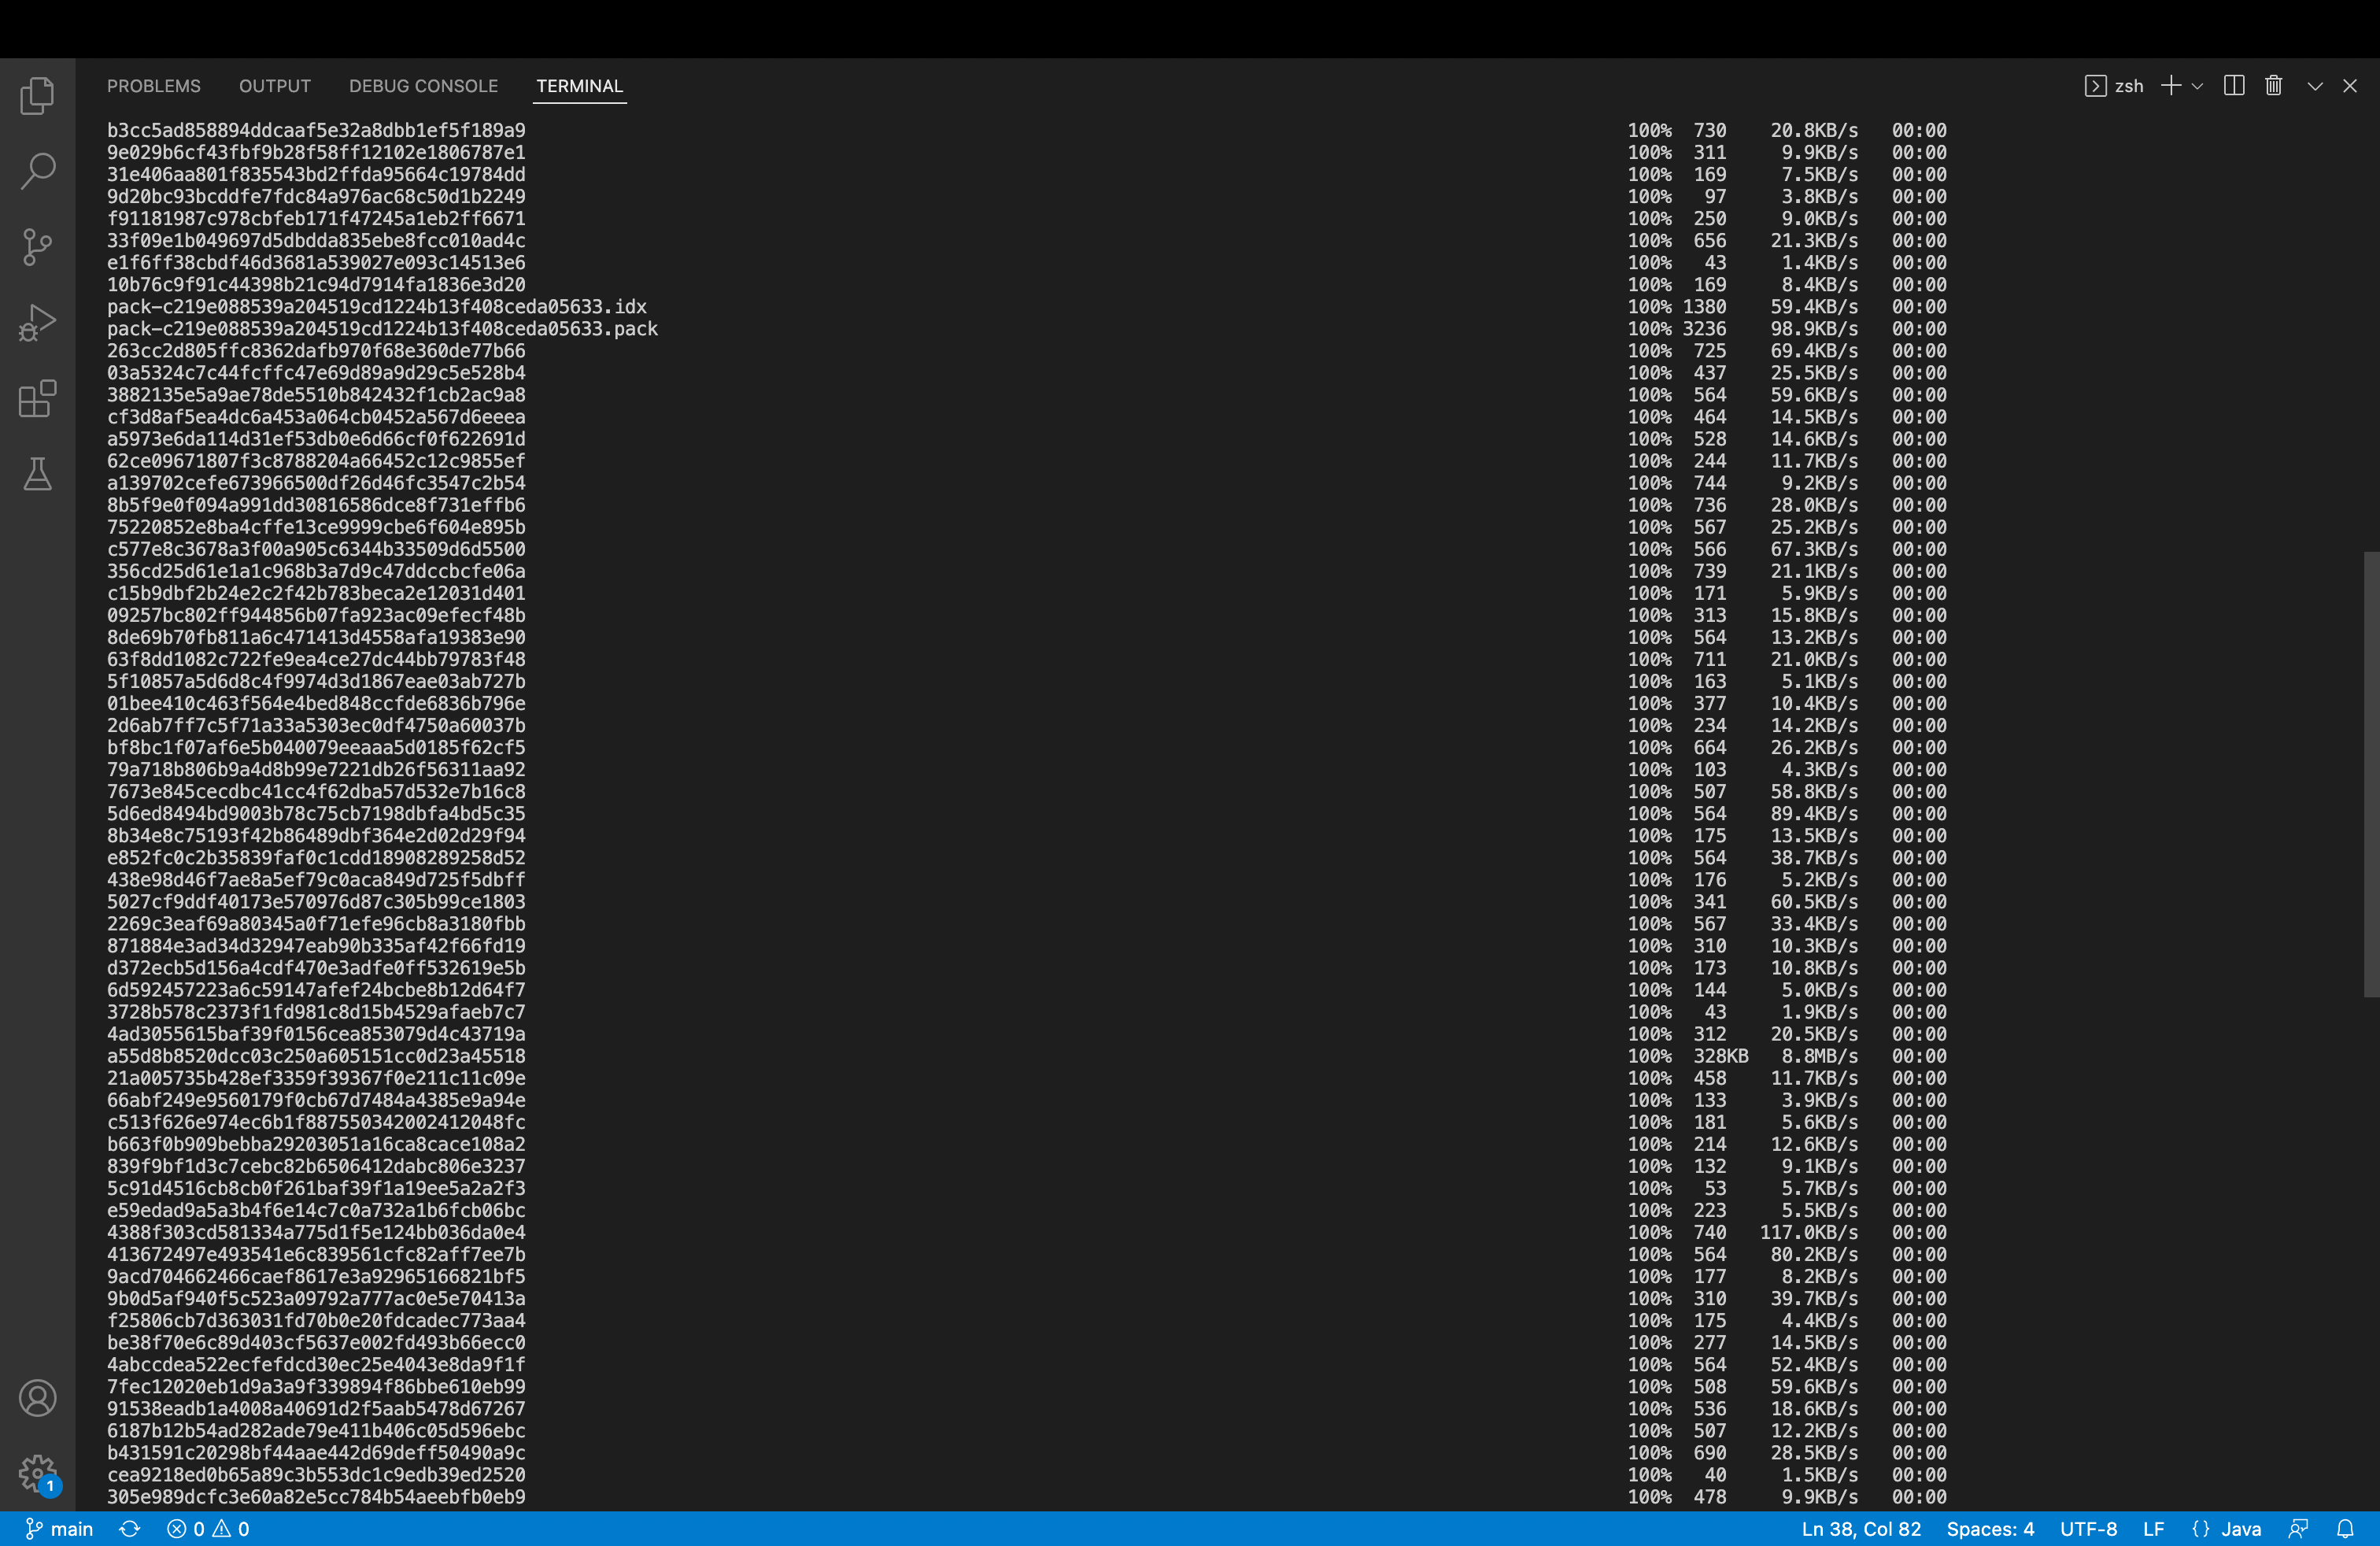 PROBLEMS OUTPUT DEBUG CONSOLE TERMINAL zsh
b3cc5ad858894ddcaaf5e32a8dbb1ef5f189a9 100% 730 20.8KB/s 00:00
9e029b6cf43fbf9b28f58ff12102e1806787e1 100% 311 9.9KB/s 00:00
31e406aa801f835543bd2ffda95664c19784dd 100% 169 7.5KB/s 00:00
9d20bc93bcddfe7fdc84a976ac68c50d1b2249 100% 97 3.8KB/s 00:00
f91181987c978cbfeb171f47245a1eb2ff6671 100% 250 9.0KB/s 00:00
33f09e1b049697d5dbdda835ebe8fcc010ad4c 100% 656 21.3KB/s 00:00
e1f6ff38cbdf46d3681a539027e093c14513e6 100% 43 1.4KB/s 00:00
10b76c9f91c44398b21c94d7914fa1836e3d20 100% 169 8.4KB/s 00:00
pack-c219e088539a204519cd1224b13f408ceda05633.idx 100% 1380 59.4KB/s 00:00
pack-c219e088539a204519cd1224b13f408ceda05633.pack 100% 3236 98.9KB/s 00:00
263cc2d805ffc8362dafb970f68e360de77b66 100% 725 69.4KB/s 00:00
03a5324c7c44fcffc47e69d89a9d29c5e528b4 100% 437 25.5KB/s 00:00
3882135e5a9ae78de5510b842432f1cb2ac9a8 100% 564 59.6KB/s 00:00
cf3d8af5ea4dc6a453a064cb0452a567d6eeea 100% 464 14.5KB/s 00:00
a5973e6da114d31ef53db0e6d66cf0f622691d 100% 528 14.6KB/s 00:00
62ce09671807f3c8788204a66452c12c9855ef 100% 244 11.7KB/s 00:00
a139702cefe673966500df26d46fc3547c2b54 100% 744 9.2KB/s 00:00
8b5f9e0f094a991dd30816586dce8f731effb6 100% 736 28.0KB/s 00:00
75220852e8ba4cffe13ce9999cbe6f604e895b 100% 567 25.2KB/s 00:00
c577e8c3678a3f00a905c6344b33509d6d5500 100% 566 67.3KB/s 00:00
356cd25d61e1a1c968b3a7d9c47ddccbcfe06a 100% 739 21.1KB/s 00:00
c15b9dbf2b24e2c2f42b783beca2e12031d401 100% 171 5.9KB/s 00:00
09257bc802ff944856b07fa923ac09efecf48b 100% 313 15.8KB/s 00:00
8de69b70fb811a6c471413d4558afa19383e90 100% 564 13.2KB/s 00:00
63f8dd1082c722fe9ea4ce27dc44bb79783f48 100% 711 21.0KB/s 00:00
5f10857a5d6d8c4f9974d3d1867eae03ab727b 100% 163 5.1KB/s 00:00
01bee410c463f564e4bed848ccfde6836b796e 100% 377 10.4KB/s 00:00
2d6ab7ff7c5f71a33a5303ec0df4750a60037b 100% 234 14.2KB/s 00:00
bf8bc1f07af6e5b040079eeaaa5d0185f62cf5 100% 664 26.2KB/s 00:00
79a718b806b9a4d8b99e7221db26f56311aa92 100% 103 4.3KB/s 00:00
7673e845cecdbc41cc4f62dba57d532e7b16c8 100% 507 58.8KB/s 00:00
5d6ed8494bd9003b78c75cb7198dbfa4bd5c35 100% 564 89.4KB/s 00:00
8b34e8c75193f42b86489dbf364e2d02d29f94 100% 175 13.5KB/s 00:00
e852fc0c2b35839faf0c1cdd18908289258d52 100% 564 38.7KB/s 00:00
438e98d46f7ae8a5ef79c0aca849d725f5dbff 100% 176 5.2KB/s 00:00
5027cf9ddf40173e570976d87c305b99ce1803 100% 341 60.5KB/s 00:00
2269c3eaf69a80345a0f71efe96cb8a3180fbb 100% 567 33.4KB/s 00:00
871884e3ad34d32947eab90b335af42f66fd19 100% 310 10.3KB/s 00:00
d372ecb5d156a4cdf470e3adfe0ff532619e5b 100% 173 10.8KB/s 00:00
6d592457223a6c59147afef24bcbe8b12d64f7 100% 144 5.0KB/s 00:00
3728b578c2373f1fd981c8d15b4529afaeb7c7 100% 43 1.9KB/s 00:00
4ad3055615baf39f0156cea853079d4c43719a 100% 312 20.5KB/s 00:00
a55d8b8520dcc03c250a605151cc0d23a45518 100% 328KB 8.8MB/s 00:00
21a005735b428ef3359f39367f0e211c11c09e 100% 458 11.7KB/s 00:00
66abf249e9560179f0cb67d7484a4385e9a94e 100% 133 3.9KB/s 00:00
c513f626e974ec6b1f887550342002412048fc 100% 181 5.6KB/s 00:00
b663f0b909bebba29203051a16ca8cace108a2 100% 214 12.6KB/s 00:00
839f9bf1d3c7cebc82b6506412dabc806e3237 100% 132 9.1KB/s 00:00
5c91d4516cb8cb0f261baf39f1a19ee5a2a2f3 100% 53 5.7KB/s 00:00
e59edad9a5a3b4f6e14c7c0a732a1b6fcb06bc 100% 223 5.5KB/s 00:00
4388f303cd581334a775d1f5e124bb036da0e4 100% 740 117.0KB/s 00:00
413672497e493541e6c839561cfc82aff7ee7b 100% 564 80.2KB/s 00:00
9acd704662466caef8617e3a92965166821bf5 100% 177 8.2KB/s 00:00
9b0d5af940f5c523a09792a777ac0e5e70413a 100% 310 39.7KB/s 00:00
f25806cb7d363031fd70b0e20fdcadec773aa4 100% 175 4.4KB/s 00:00
be38f70e6c89d403cf5637e002fd493b66ecc0 100% 277 14.5KB/s 00:00
4abccdea522ecfefdcd30ec25e4043e8da9f1f 100% 564 52.4KB/s 00:00
7fec12020eb1d9a3a9f339894f86bbe610eb99 100% 508 59.6KB/s 00:00
91538eadb1a4008a40691d2f5aab5478d67267 100% 536 18.6KB/s 00:00
6187b12b54ad282ade79e411b406c05d596ebc 100% 507 12.2KB/s 00:00
b431591c20298bf44aae442d69deff50490a9c 100% 690 28.5KB/s 00:00
cea9218ed0b65a89c3b553dc1c9edb39ed2520 100% 40 1.5KB/s 00:00
305e989dcfc3e60a82e5cc784b54aeebfb0eb9 100% 478 9.9KB/s 00:00
1
main 0 0 Ln 38, Col 82 Spaces: 4 UTF-8 LF {} Java